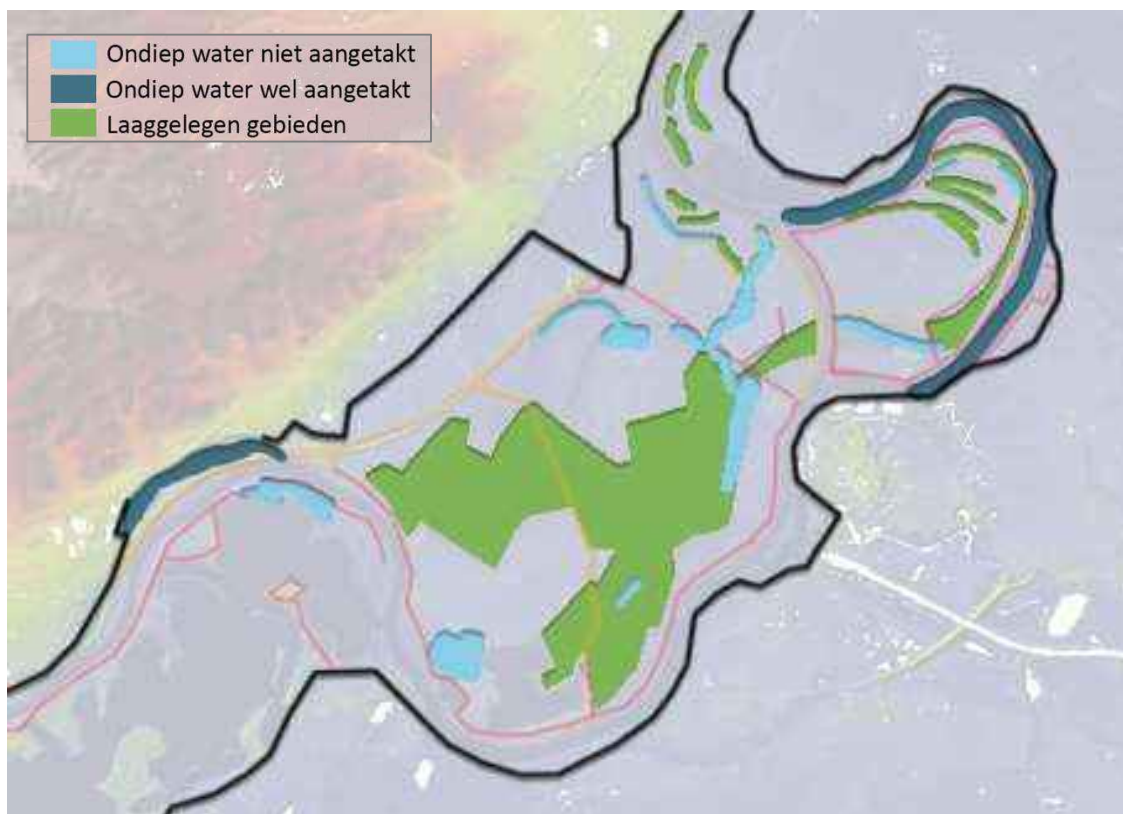 Ondiep water niet aangetakt
Ondiep water wel aangetakt
Laaggelegen gebieden